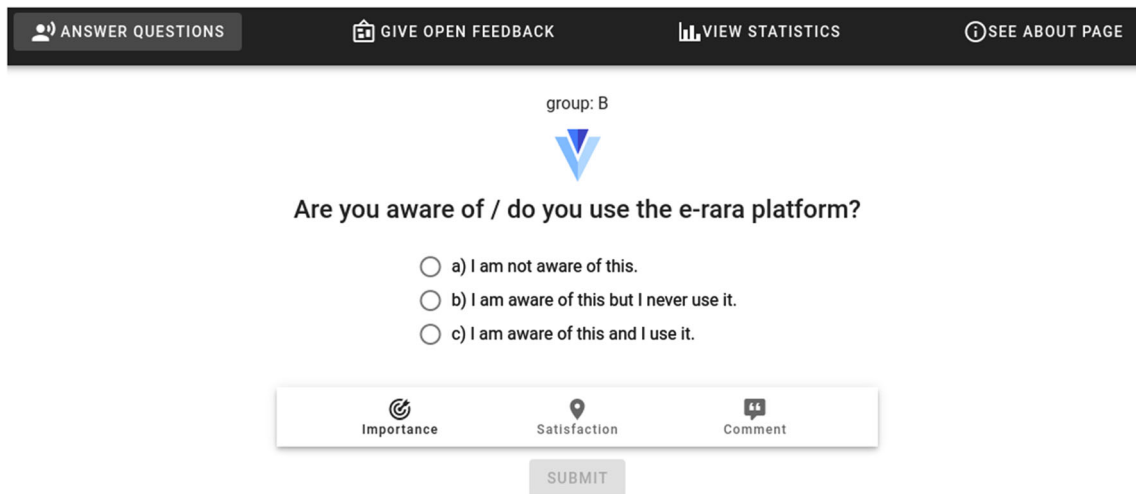 ANSWER QUESTIONS GIVE OPEN FEEDBACK VIEW STATISTICS SEE ABOUT PAGE
group: B
Are you aware of / do you use the e-rara platform?
a) I am not aware of this.
b) I am aware of this but I never use it.
c) I am aware of this and I use it.
Importance Satisfaction Comment
SUBMIT